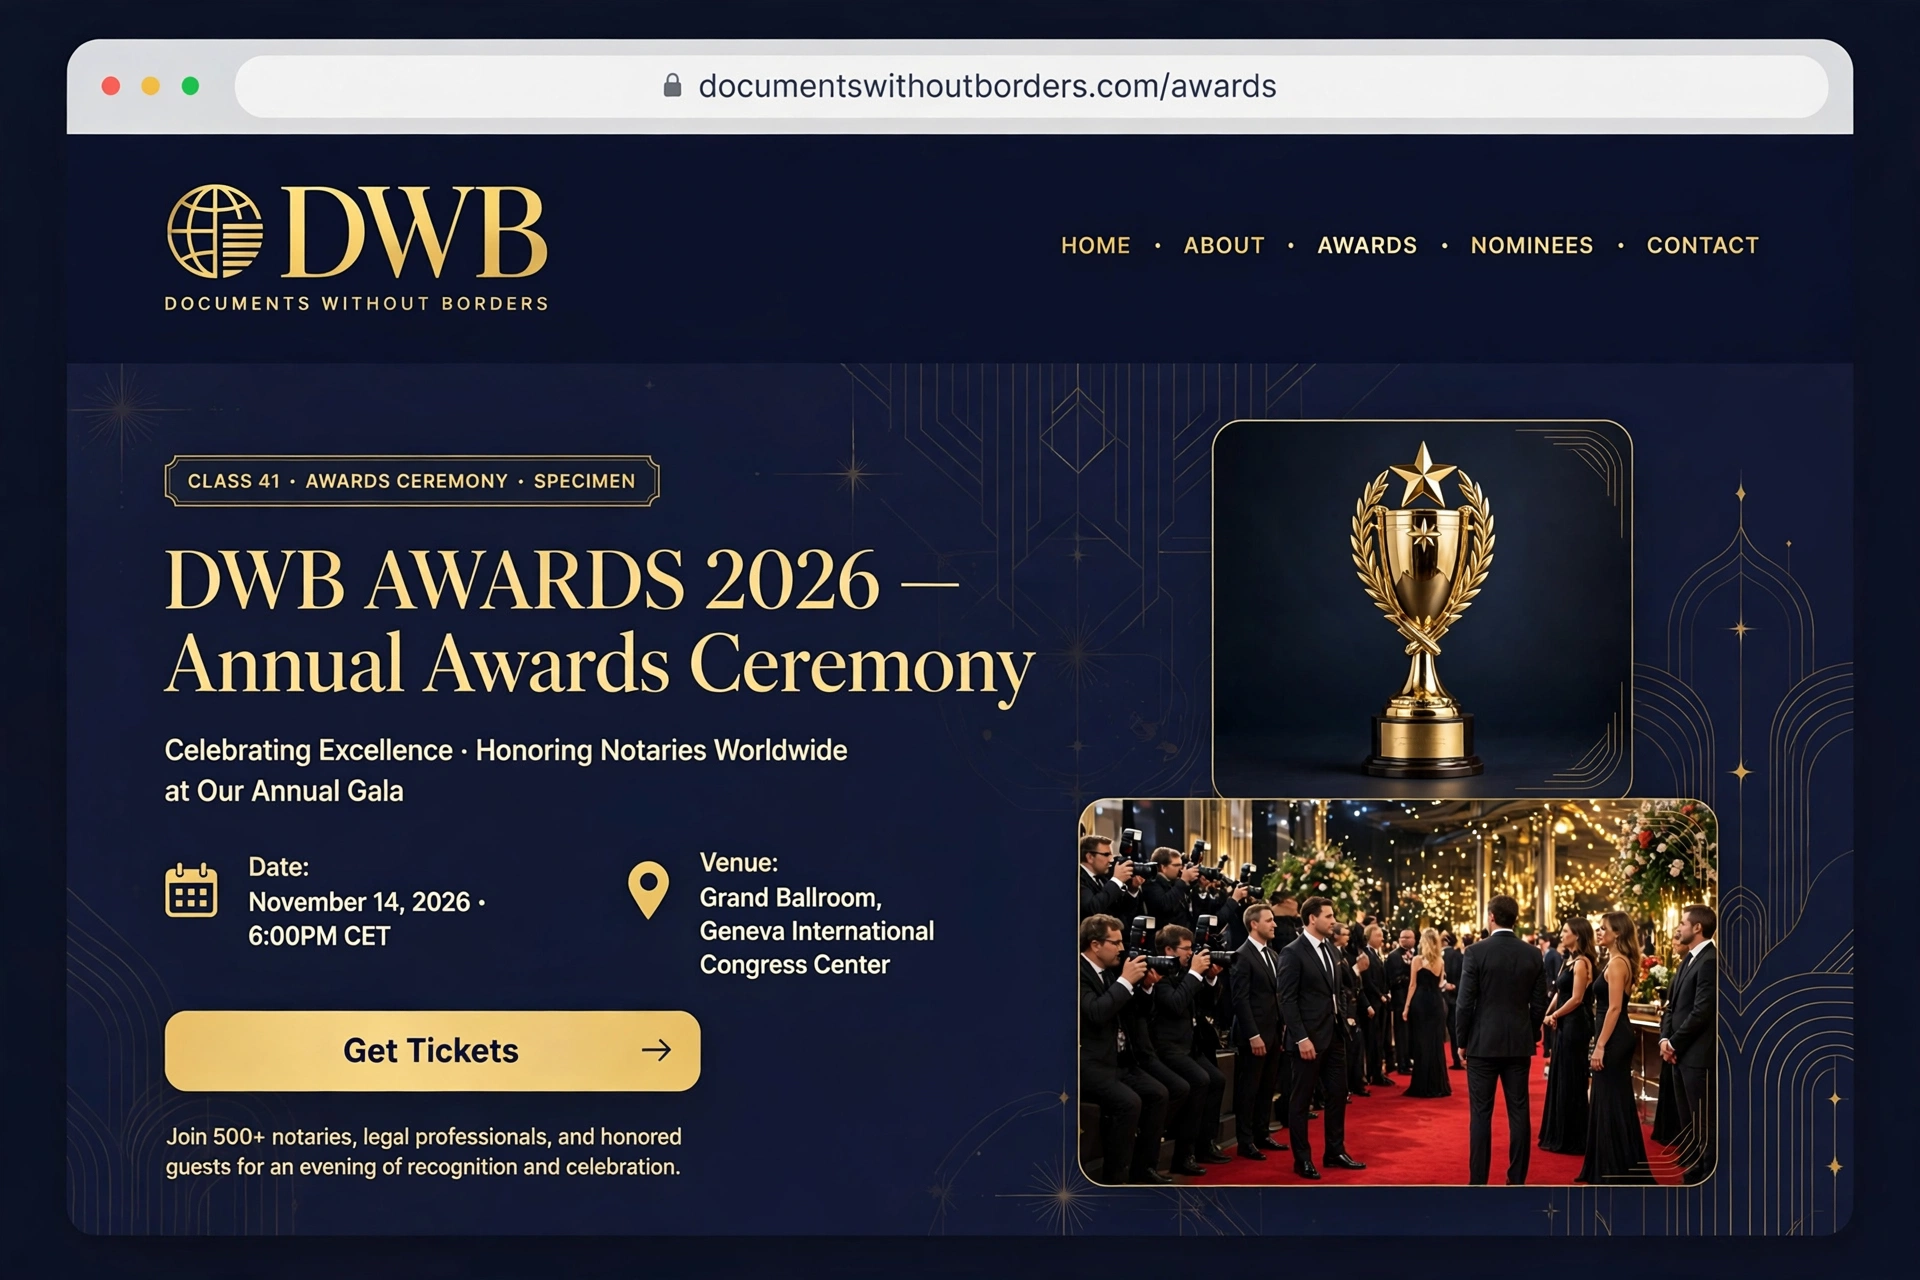 documentswithoutborders.com/awards
DWB
DOCUMENTS WITHOUT BORDERS
HOME • ABOUT • AWARDS • NOMINEES • CONTACT
CLASS 41 • AWARDS CEREMONY • SPECIMEN
DWB AWARDS 2026 —
Annual Awards Ceremony
Celebrating Excellence · Honoring Notaries Worldwide
at Our Annual Gala
Date:
November 14, 2026 •
6:00PM CET
Venue:
Grand Ballroom,
Geneva International
Congress Center
Get Tickets →
Join 500+ notaries, legal professionals, and honored
guests for an evening of recognition and celebration.